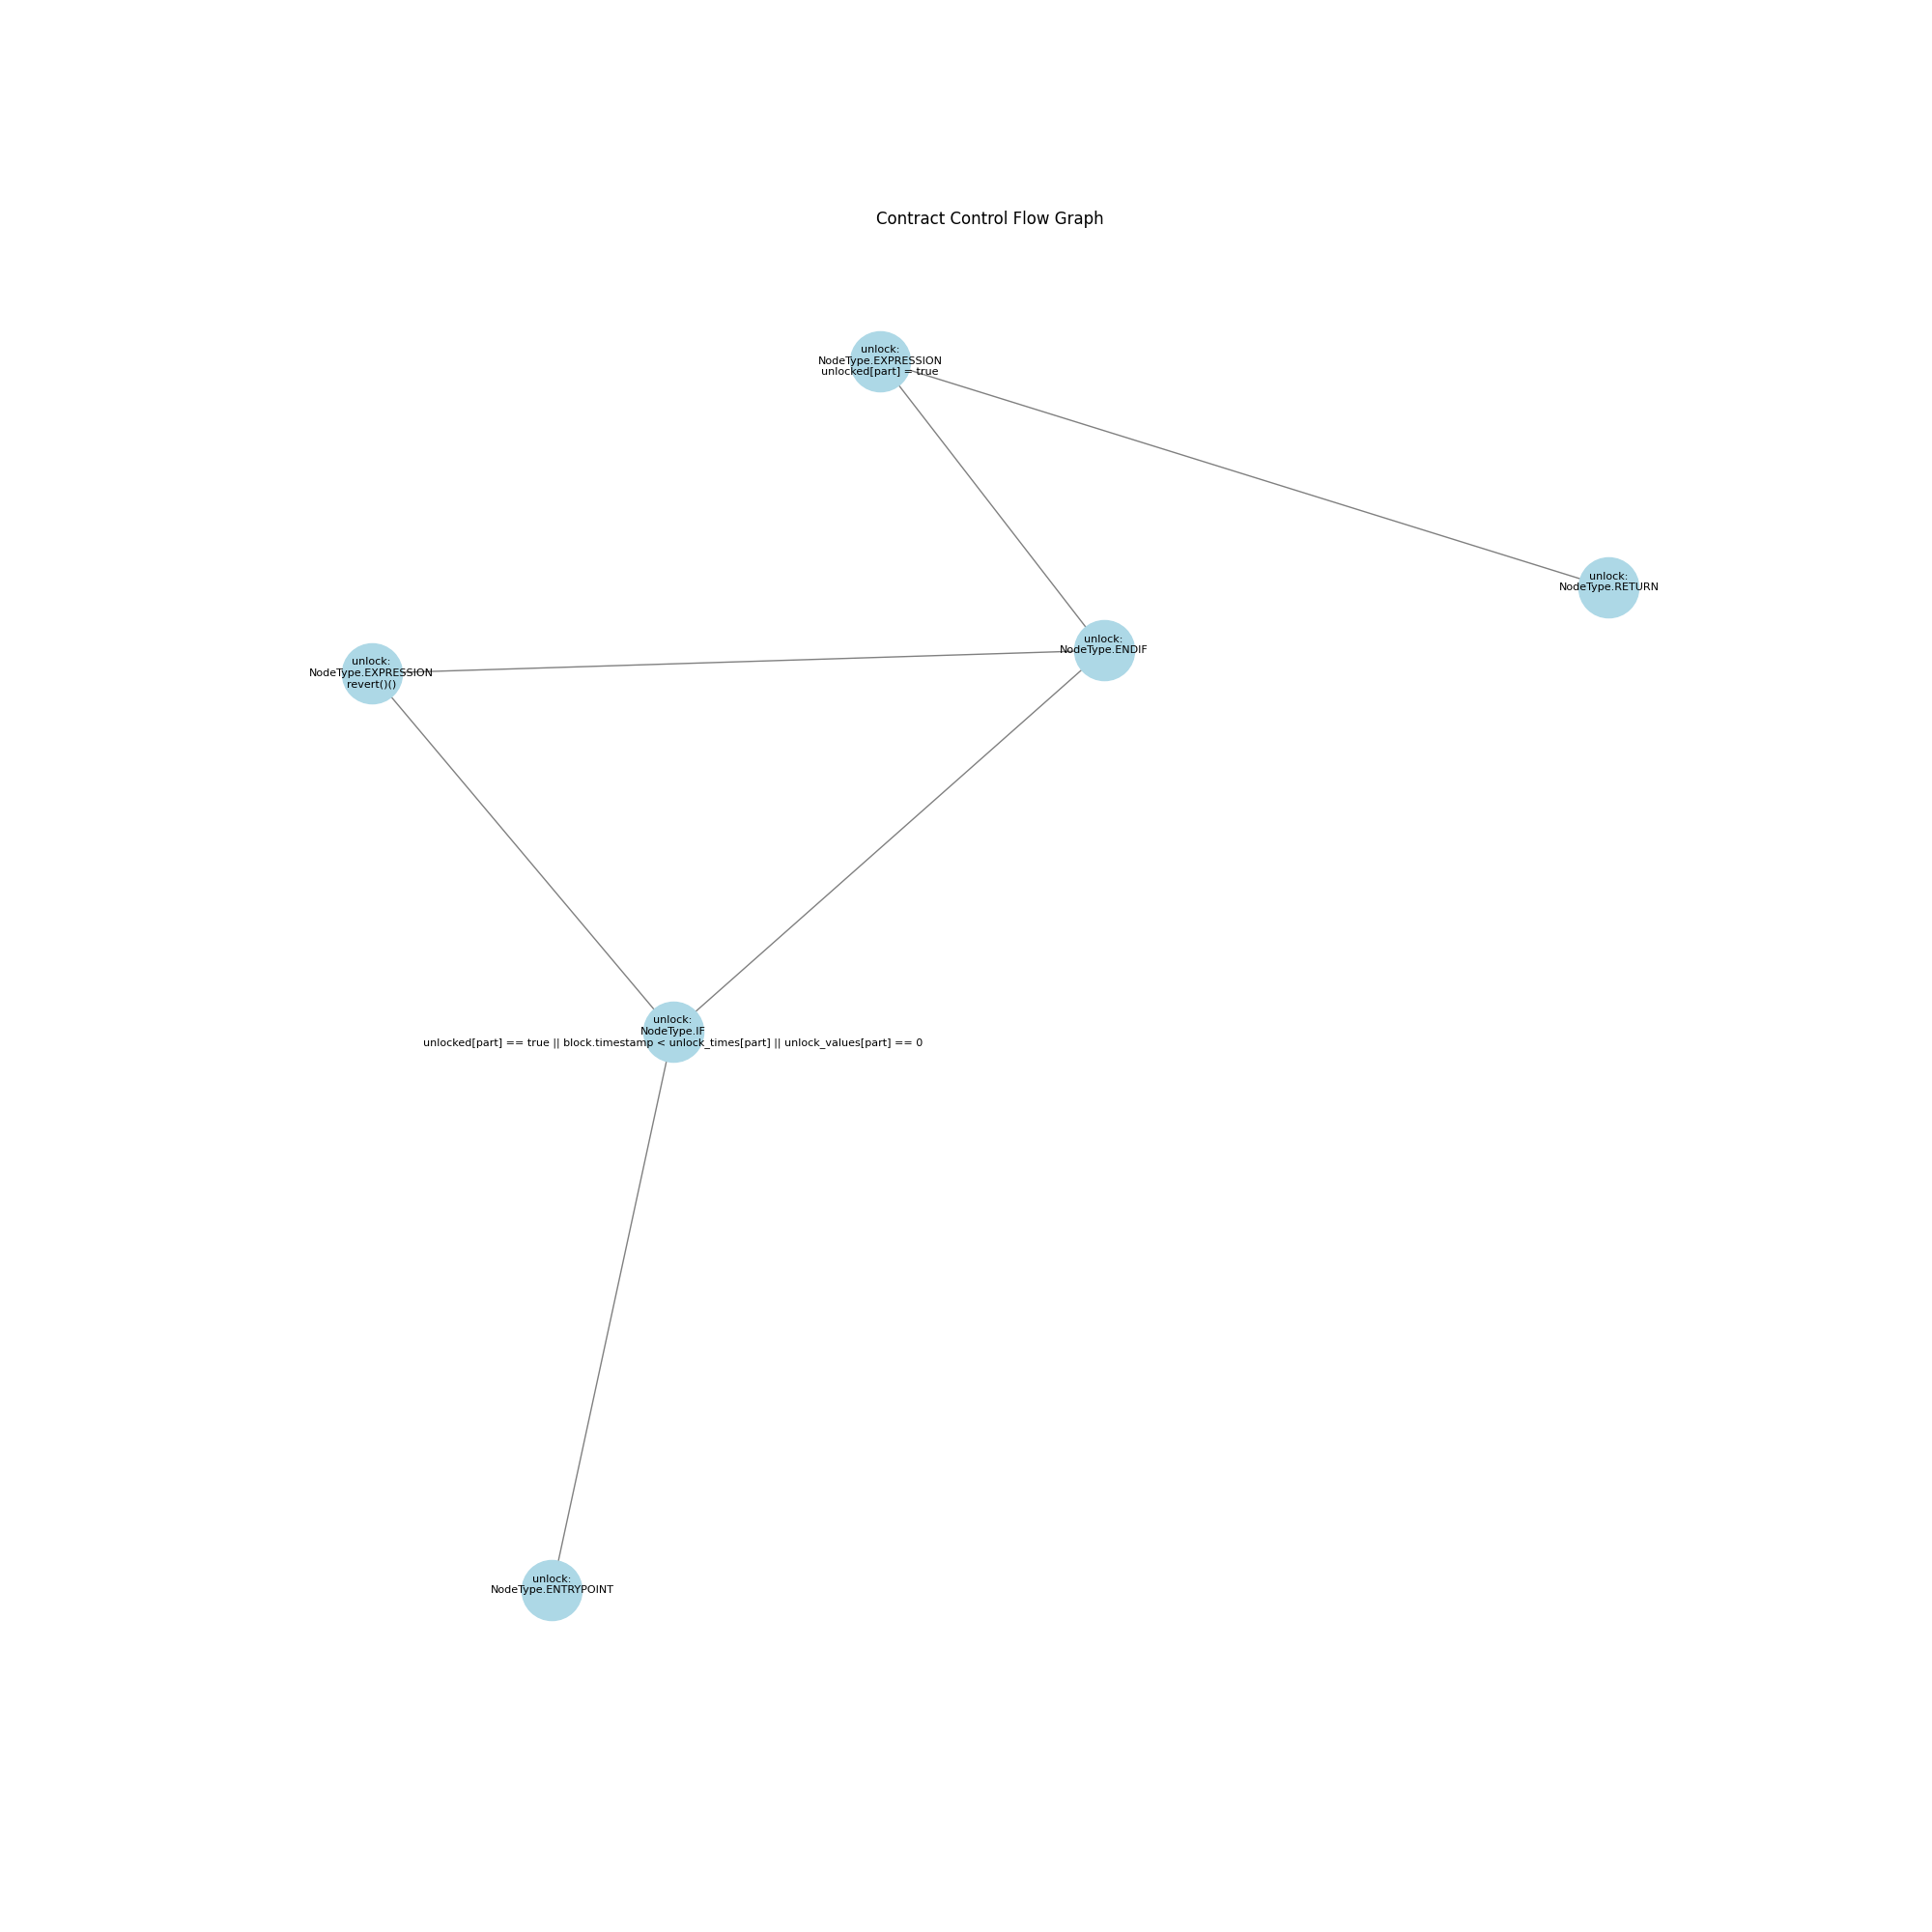 Contract Control Flow Graph
unlock:
NodeType.EXPRESSION
unlocked[part] = true
unlock:
NodeType.RETURN
unlock:
NodeType.ENDIF
unlock:
NodeType.EXPRESSION
revert()()
unlock:
NodeType.IF
unlocked[part] == true || block.timestamp < unlock_times[part] || unlock_values[part] == 0
unlock:
NodeType.ENTRYPOINT